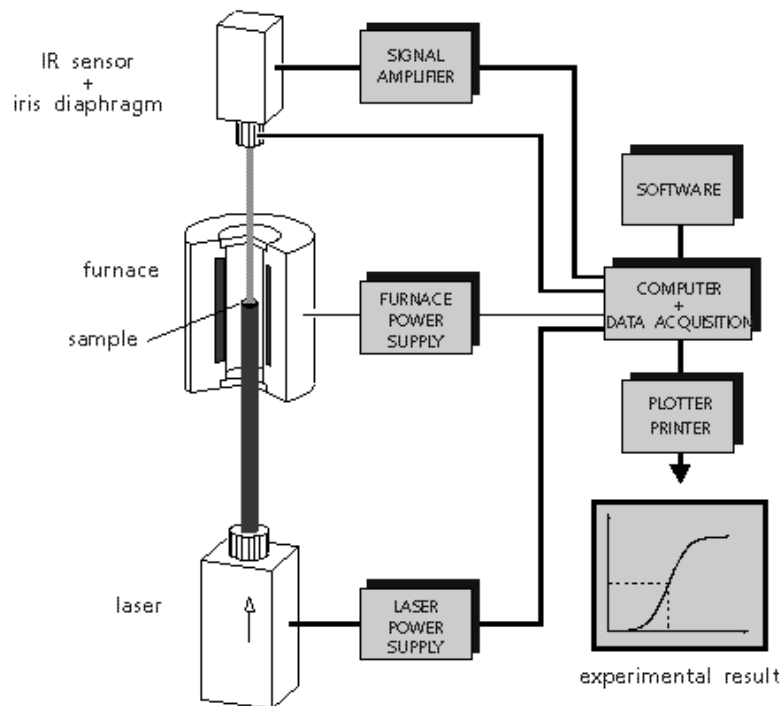 IR sensor
+
iris diaphragm
SIGNAL
AMPLIFIER
SOFTWARE
furnace
sample
FURNACE
POWER
SUPPLY
COMPUTER
+
DATA ACQUISITION
PLOTTER
PRINTER
laser
LASER
POWER
SUPPLY
experimental result